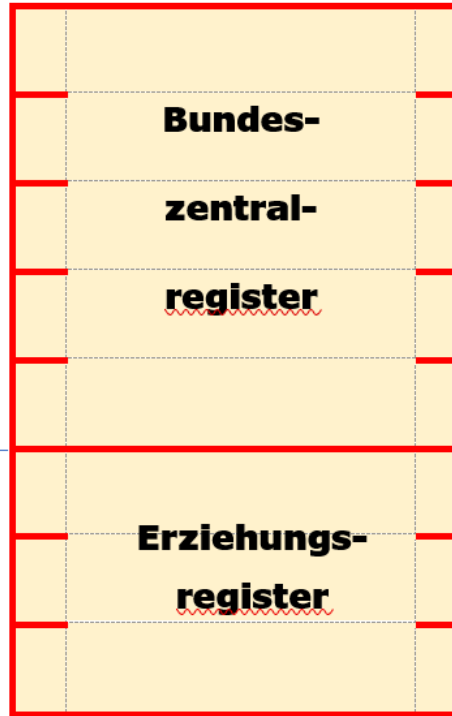 Bundes-
zentral-
register
Erziehungs-
register